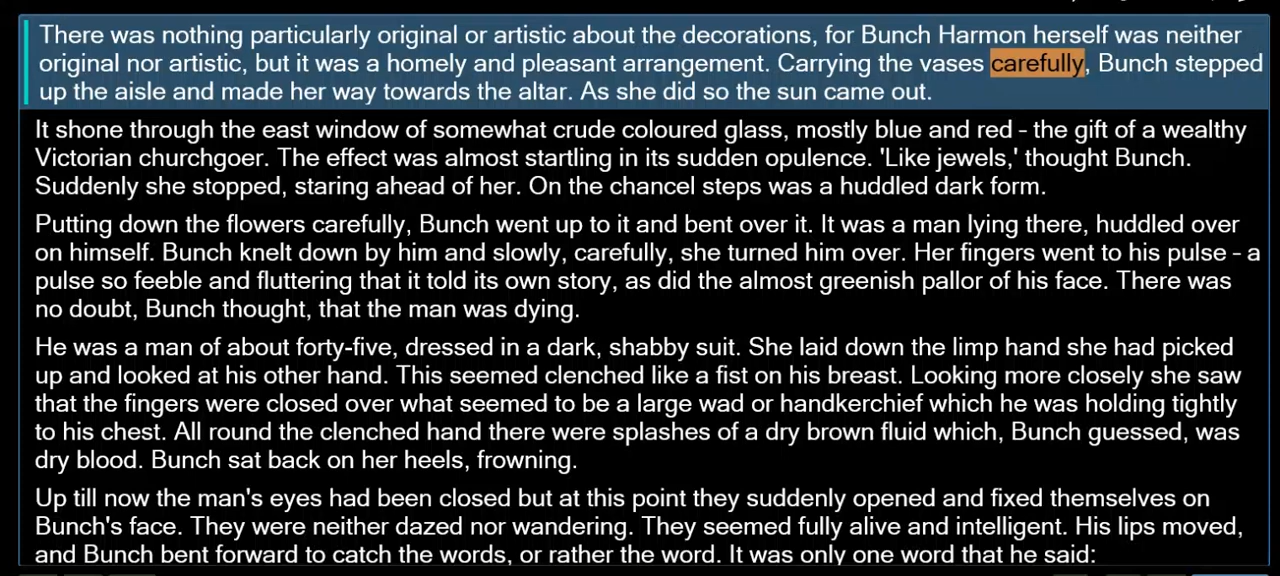 There was nothing particularly original or artistic about the decorations, for Bunch Harmon herself was neither
original nor artistic, but it was a homely and pleasant arrangement. Carrying the vases carefully, Bunch stepped
up the aisle and made her way towards the altar. As she did so the sun came out.
It shone through the east window of somewhat crude coloured glass, mostly blue and red - the gift of a wealthy
Victorian churchgoer. The effect was almost startling in its sudden opulence. 'Like jewels,' thought Bunch.
Suddenly she stopped, staring ahead of her. On the chancel steps was a huddled dark form.
Putting down the flowers carefully, Bunch went up to it and bent over it. It was a man lying there, huddled over
on himself. Bunch knelt down by him and slowly, carefully, she turned him over. Her fingers went to his pulse - a
pulse so feeble and fluttering that it told its own story, as did the almost greenish pallor of his face. There was
no doubt, Bunch thought, that the man was dying.
He was a man of about forty-five, dressed in a dark, shabby suit. She laid down the limp hand she had picked
up and looked at his other hand. This seemed clenched like a fist on his breast. Looking more closely she saw
that the fingers were closed over what seemed to be a large wad or handkerchief which he was holding tightly
to his chest. All round the clenched hand there were splashes of a dry brown fluid which, Bunch guessed, was
dry blood. Bunch sat back on her heels, frowning.
Up till now the man's eyes had been closed but at this point they suddenly opened and fixed themselves on
Bunch's face. They were neither dazed nor wandering. They seemed fully alive and intelligent. His lips moved,
and Bunch bent forward to catch the words, or rather the word. It was only one word that he said: